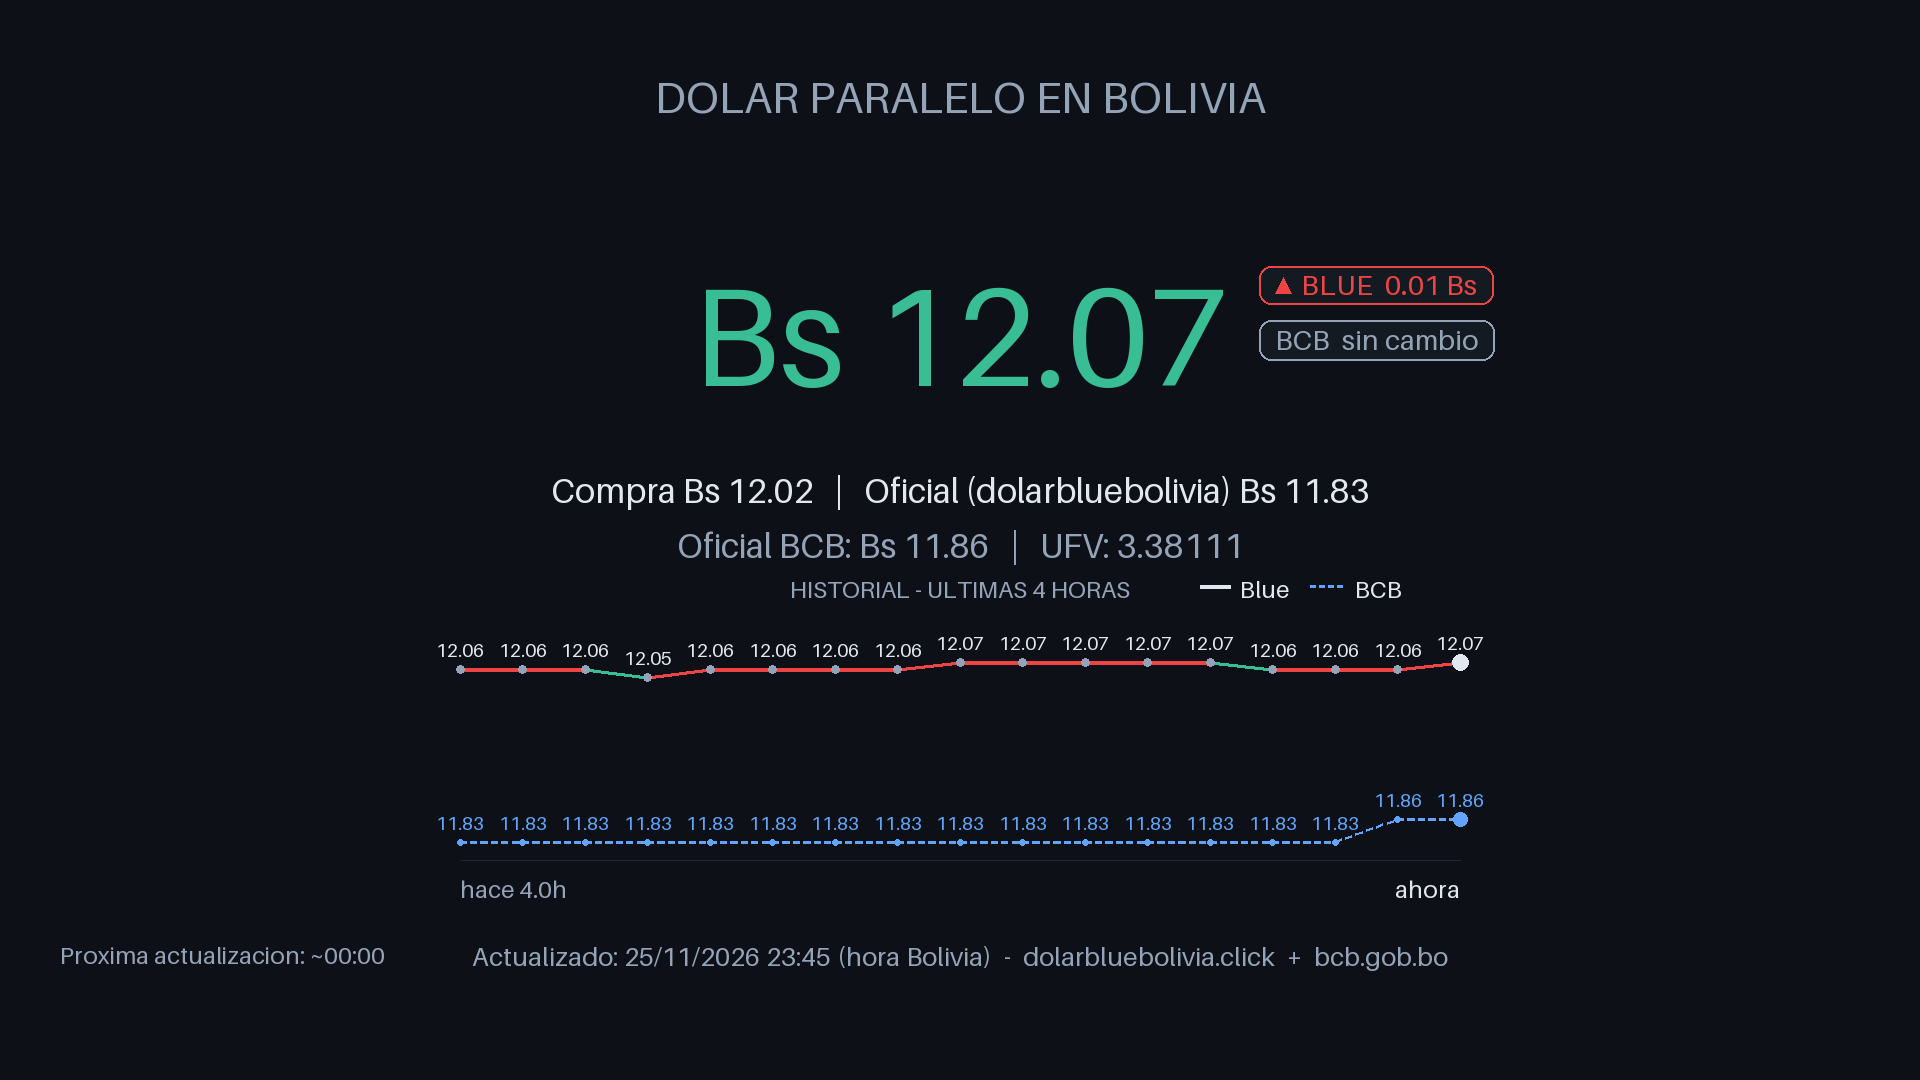 DOLAR PARALELO EN BOLIVIA
Bs 12.07
▲ BLUE 0.01 Bs
BCB sin cambio
Compra Bs 12.02 | Oficial (dolarbluebolivia) Bs 11.83
Oficial BCB: Bs 11.86 | UFV: 3.38111
HISTORIAL - ULTIMAS 4 HORAS
Blue BCB
12.06 12.06 12.06 12.05 12.06 12.06 12.06 12.06 12.07 12.07 12.07 12.07 12.07 12.06 12.06 12.06 12.07
11.83 11.83 11.83 11.83 11.83 11.83 11.83 11.83 11.83 11.83 11.83 11.83 11.83 11.83 11.83 11.86 11.86
hace 4.0h ahora
Proxima actualizacion: ~00:00
Actualizado: 25/11/2026 23:45 (hora Bolivia) - dolarbluebolivia.click + bcb.gob.bo